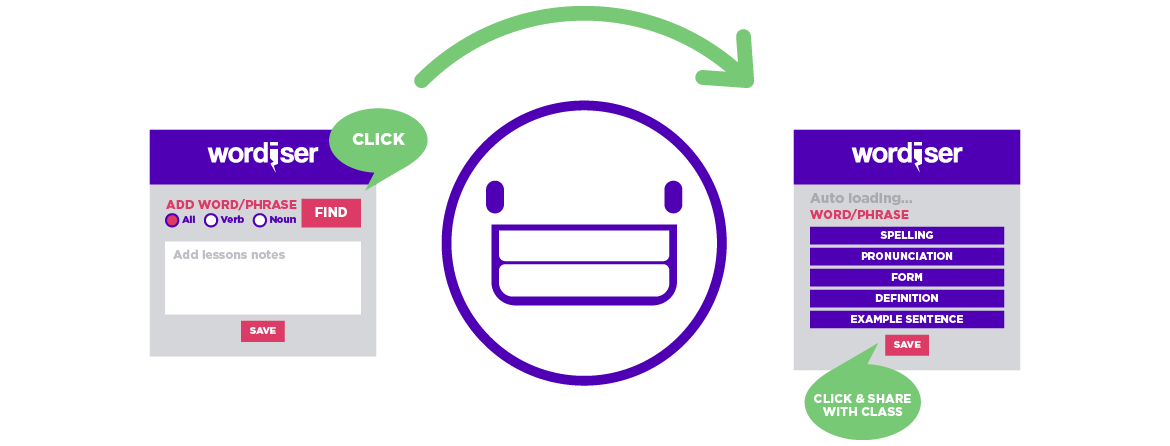 wordiser
CLICK
ADD WORD/PHRASE
FIND
All Verb Noun
Add lessons notes
SAVE
wordiser
Auto loading...
WORD/PHRASE
SPELLING
PRONUNCIATION
FORM
DEFINITION
EXAMPLE SENTENCE
SAVE
CLICK & SHARE
WITH CLASS